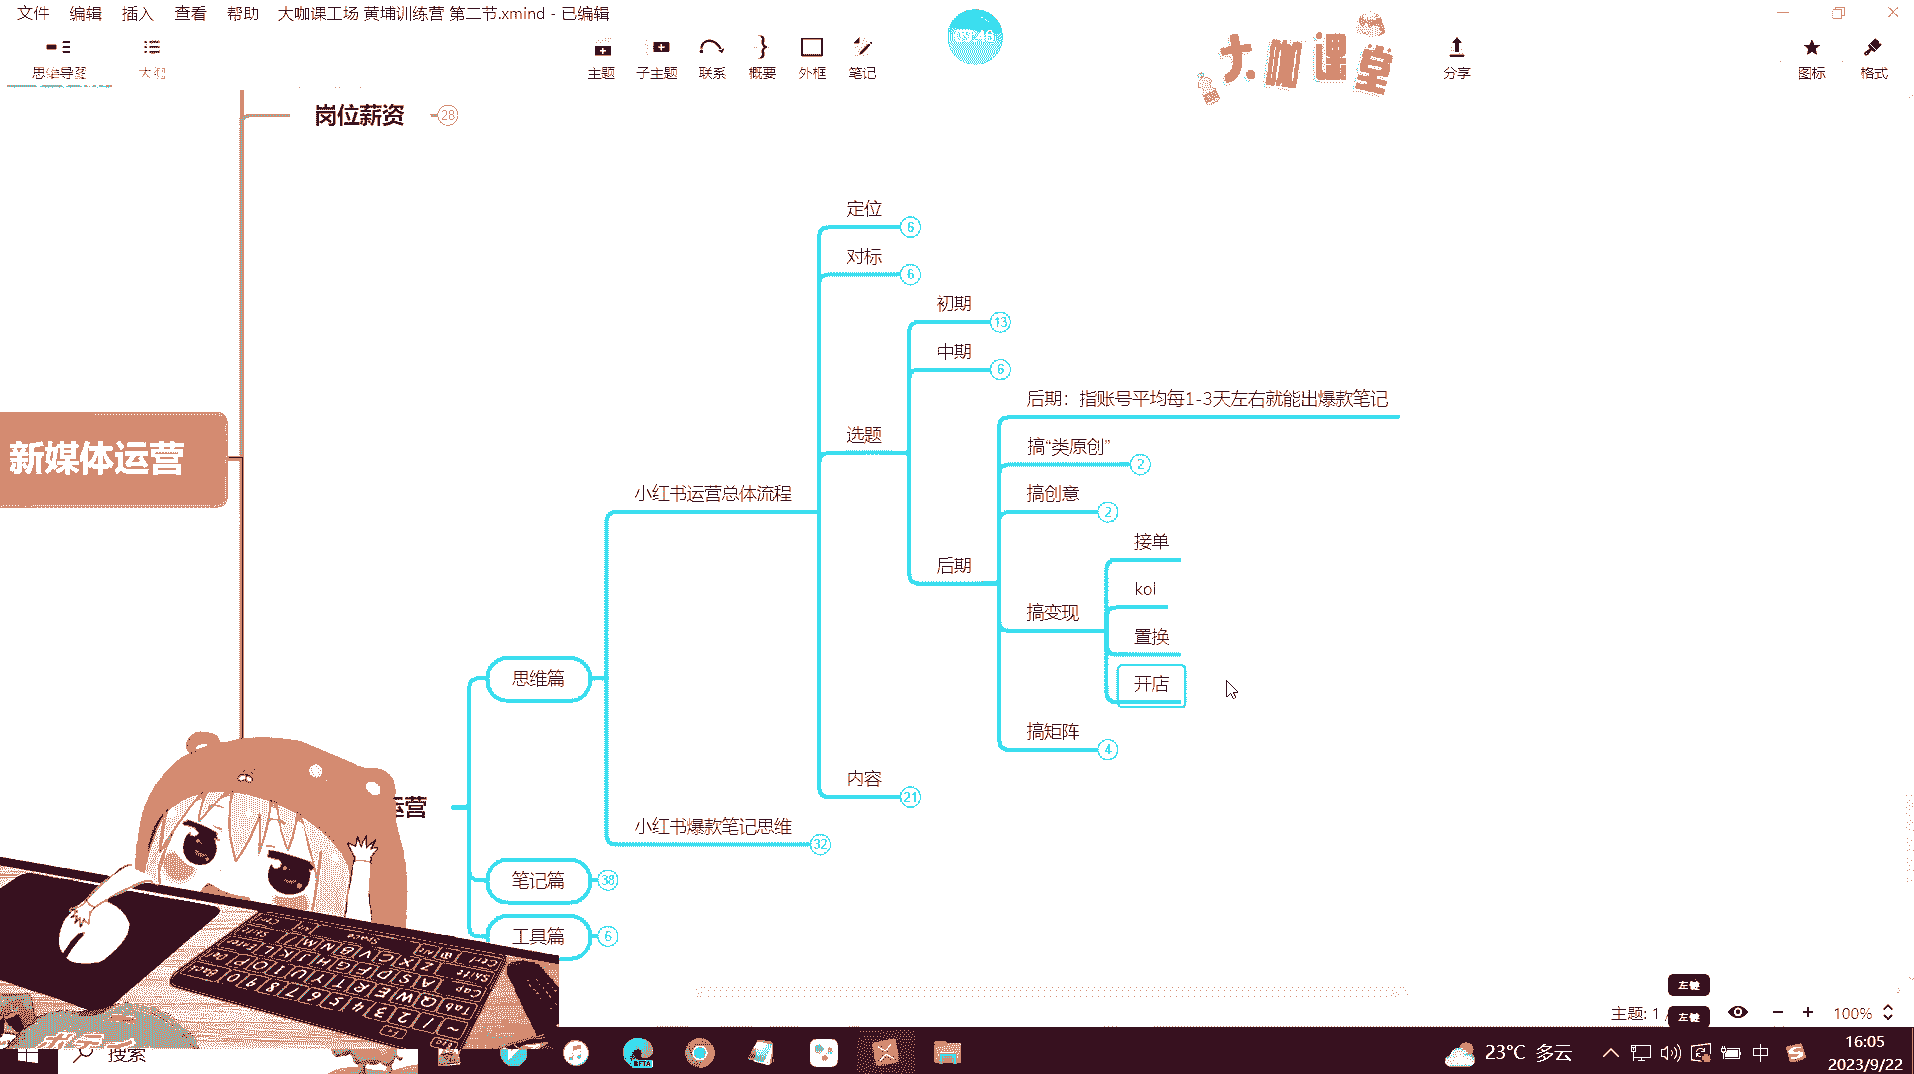 文件 编辑 插入 查看 帮助 大咖课工场 黄埔训练营 第二节.xmind - 已编辑
思维导图 大纲 主题 子主题 联系 概要 外框 笔记 大咖课堂 分享 图标 格式
岗位薪资 28
定位 6
对标 6
初期 13
中期 6
后期：指账号平均每1-3天左右就能出爆款笔记
选题
搞“类原创” 2
新媒体运营
小红书运营总体流程
搞创意 2
接单
后期
koi
搞变现
置换
思维篇
开店
搞矩阵 4
内容 21
运营
小红书爆款笔记思维 32
笔记篇 38
工具篇 6
左键
主题: 1
左键
100%
搜索
23°C 多云
中
16:05
2023/9/22